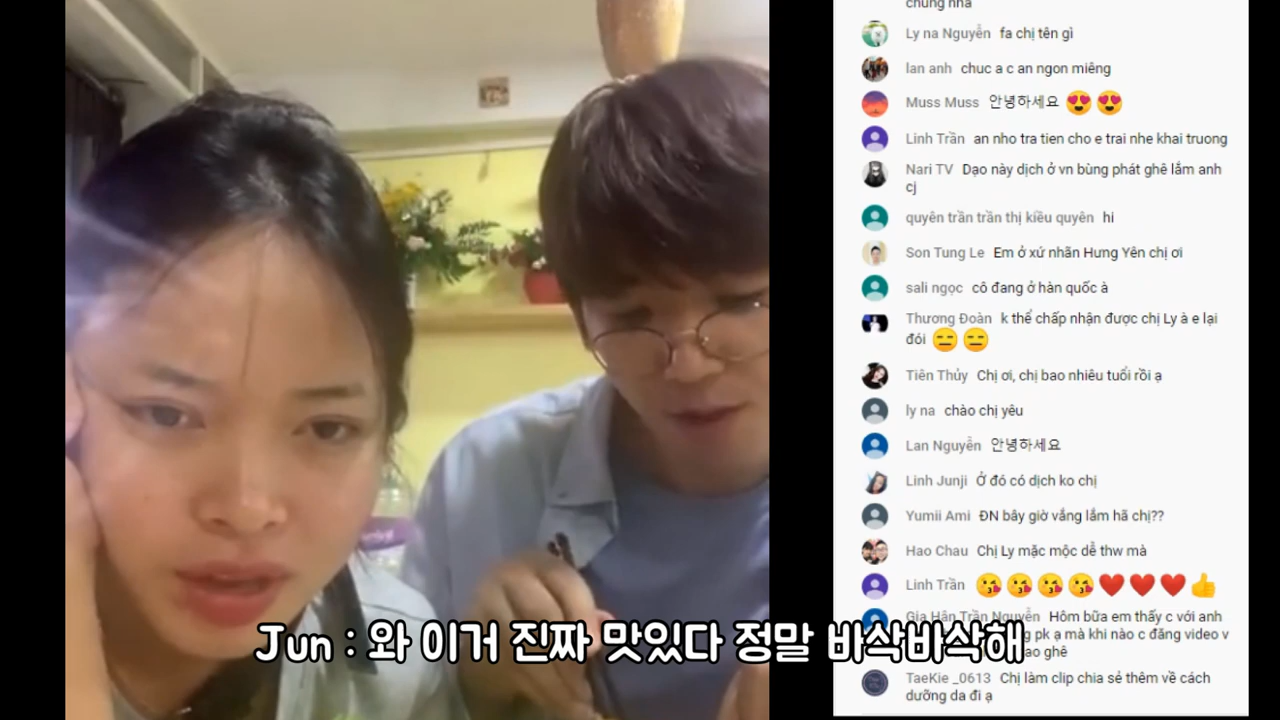 chúng nha
Ly na Nguyễn fa chị tên gì
lan anh chuc a c an ngon miêng
Muss Muss 안녕하세요 😍 😍
Linh Trần an nho tra tien cho e trai nhe khai truong
Nari TV Dạo này dịch ở vn bùng phát ghê lắm anh
cj
quyên trần trần thị kiều quyên hi
Son Tung Le Em ở xứ nhãn Hưng Yên chị ơi
sali ngọc cô đang ở hàn quốc à
Thương Đoàn k thể chấp nhận được chị Ly à e lại
đói 😑 😑
Tiên Thủy Chị ơi, chị bao nhiêu tuổi rồi ạ
ly na chào chị yêu
Lan Nguyễn 안녕하세요
Linh Junji Ở đó có dịch ko chị
Yumii Ami ĐN bây giờ vắng lắm hã chị??
Hao Chau Chị Ly mặc mộc dễ thw mà
Linh Trần 😘 😘 😘 😘 ❤️ ❤️ ❤️ 👍
Gia Hân Trần Nguyễn Hôm bữa em thấy c với anh
pk ạ mà khi nào c đăng video v
ghê
Jun : 와 이거 진짜 맛있다 정말 바삭바삭해
TaeKie _0613 Chị làm clip chia sẻ thêm về cách
dưỡng da đi ạ